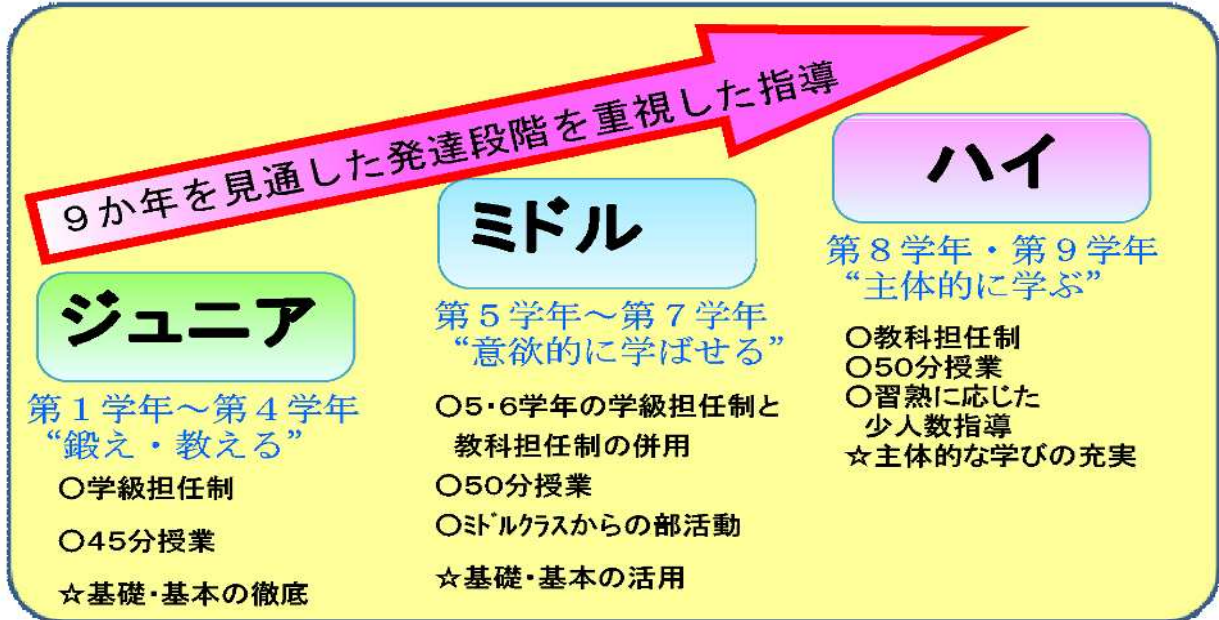 9か年を見通した発達段階を重視した指導
ジュニア
第1学年～第4学年
“鍛え・教える”
○学級担任制
○45分授業
☆基礎・基本の徹底
ミドル
第5学年～第7学年
“意欲的に学ばせる”
○5・6学年の学級担任制と
教科担任制の併用
○50分授業
○ﾐﾄﾞﾙｸﾗｽからの部活動
☆基礎・基本の活用
ハイ
第8学年・第9学年
“主体的に学ぶ”
○教科担任制
○50分授業
○習熟に応じた
少人数指導
☆主体的な学びの充実